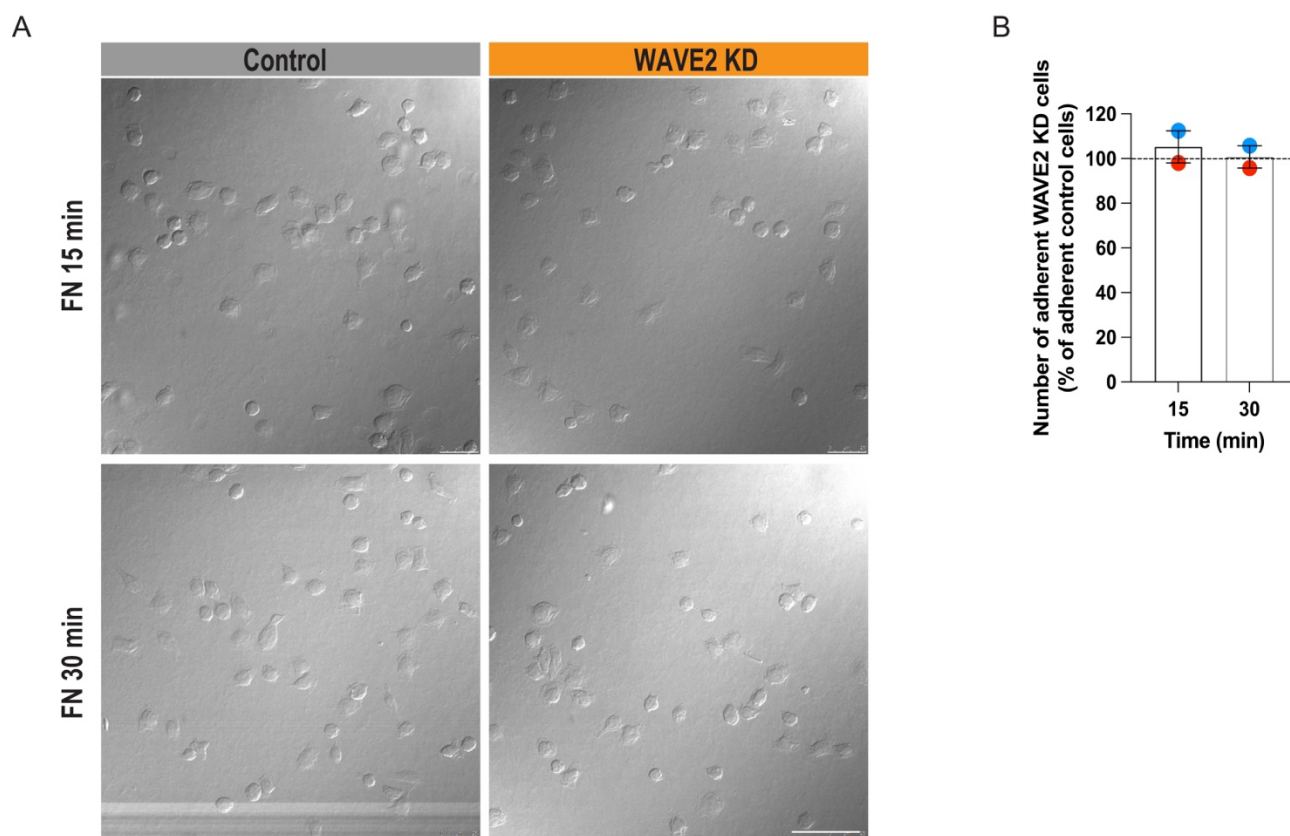 A
Control
WAVE2 KD
FN 15 min
FN 30 min
B
Number of adherent WAVE2 KD cells
(% of adherent control cells)
120
100
80
60
40
20
0
15
30
Time (min)